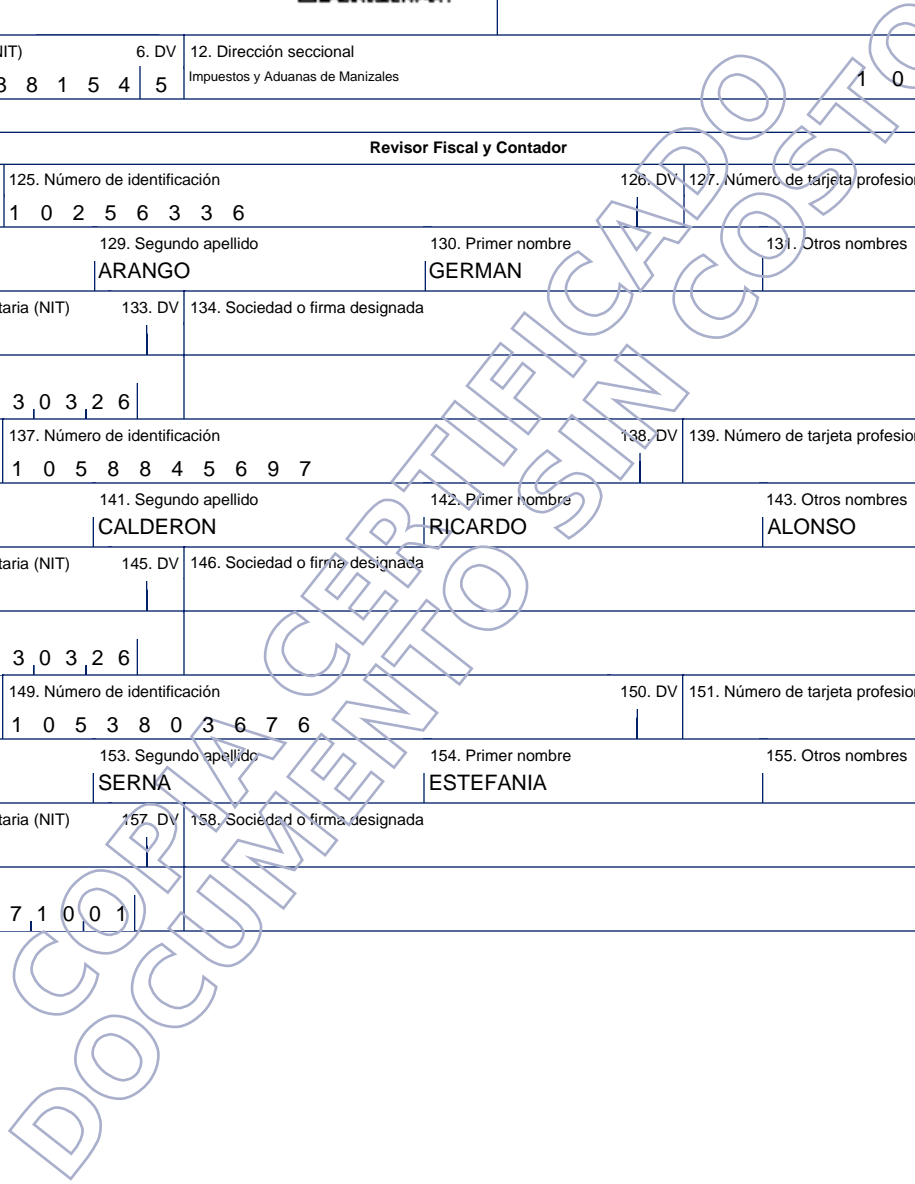 IT) 6. DV 12. Dirección seccional
8 1 5 4 5 Impuestos y Aduanas de Manizales 1 0
Revisor Fiscal y Contador
125. Número de identificación 126. DV 127. Número de tarjeta profesio
1 0 2 5 6 3 3 6
129. Segundo apellido 130. Primer nombre 131. Otros nombres
ARANGO GERMAN
taria (NIT) 133. DV 134. Sociedad o firma designada
3 0 3 2 6
137. Número de identificación 138. DV 139. Número de tarjeta profesio
1 0 5 8 8 4 5 6 9 7
141. Segundo apellido 142. Primer nombre 143. Otros nombres
CALDERON RICARDO ALONSO
taria (NIT) 145. DV 146. Sociedad o firma designada
3 0 3 2 6
149. Número de identificación 150. DV 151. Número de tarjeta profesio
1 0 5 3 8 0 3 6 7 6
153. Segundo apellido 154. Primer nombre 155. Otros nombres
SERNA ESTEFANIA
taria (NIT) 157. DV 158. Sociedad o firma designada
7 1 0 0 1
COPIA CERTIFICADO
DOCUMENTO SIN COSTO